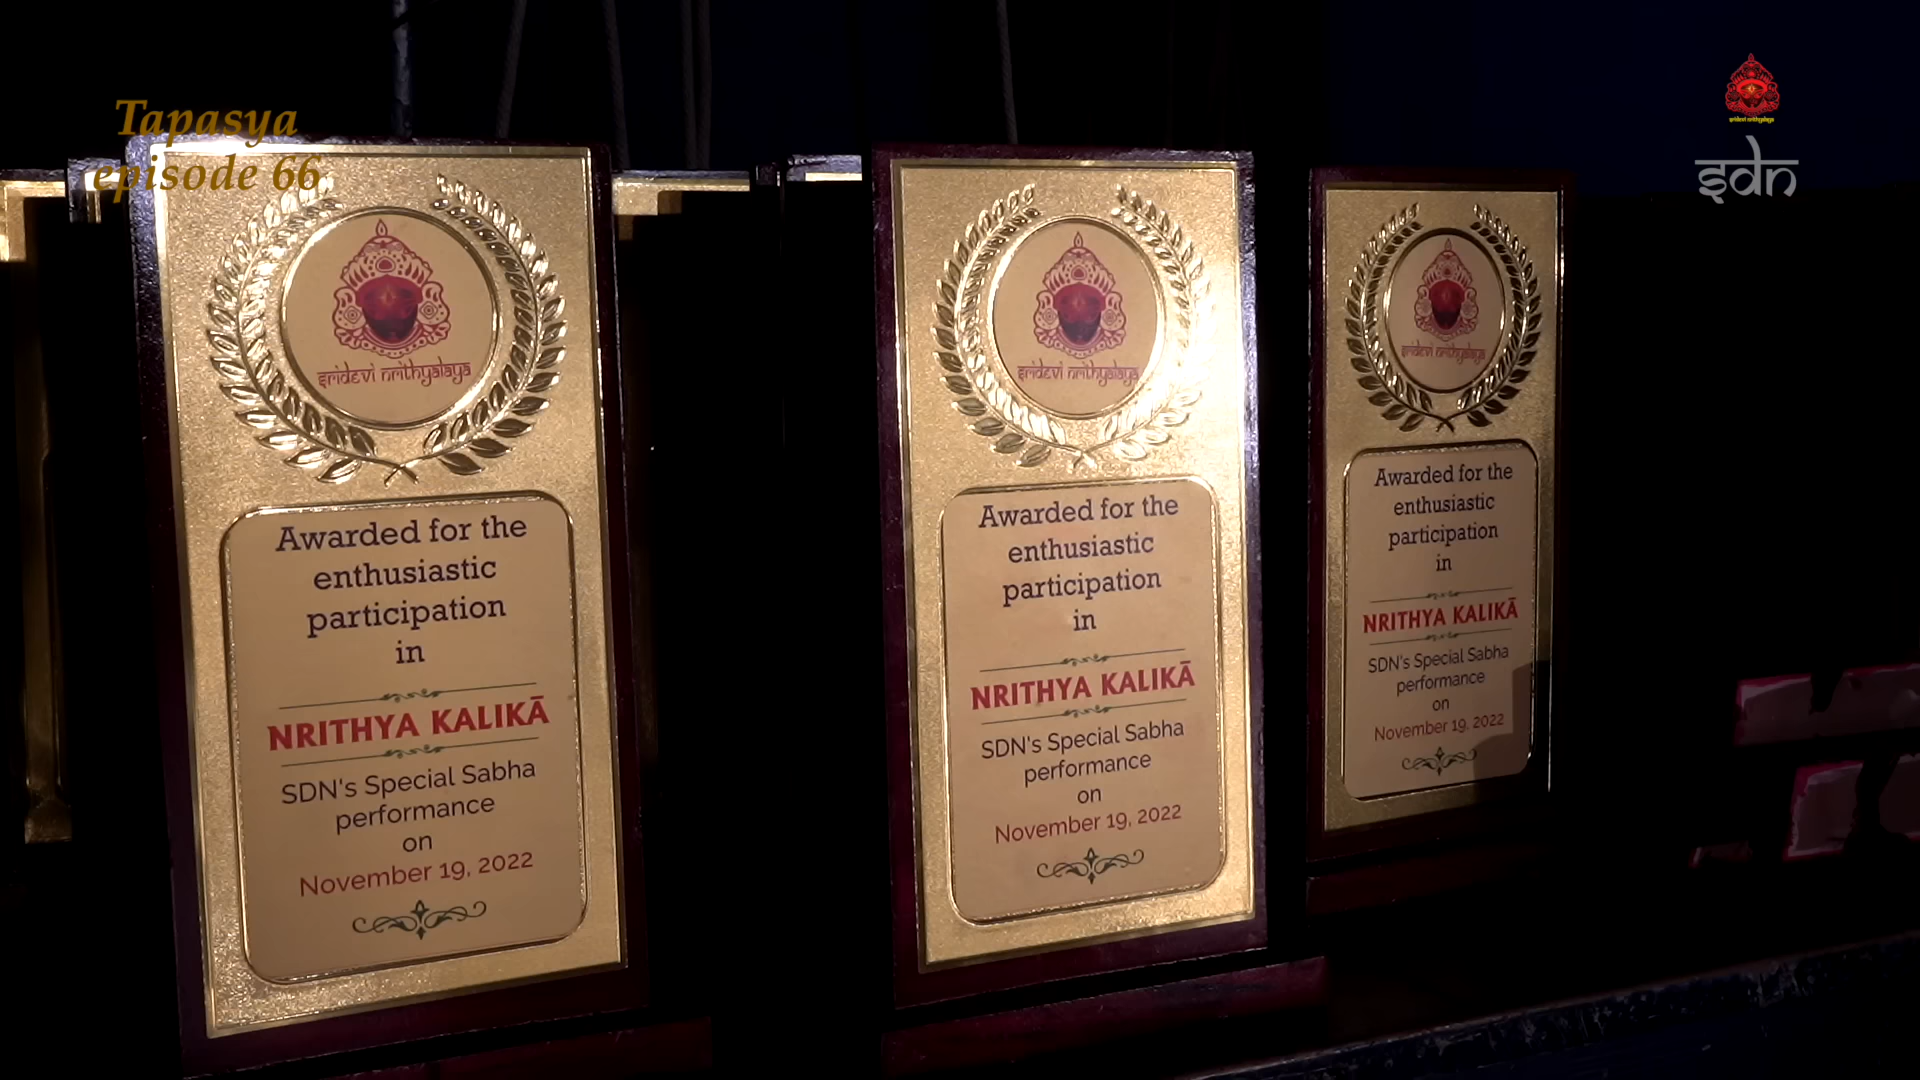 Tapasya
episode 66
sridevi nrithyalaya
sdn
sridevi nrithyalaya
Awarded for the
enthusiastic
participation
in
NRITHYA KALIKĀ
SDN's Special Sabha
performance
on
November 19, 2022
sridevi nrithyalaya
Awarded for the
enthusiastic
participation
in
NRITHYA KALIKĀ
SDN's Special Sabha
performance
on
November 19, 2022
sridevi nrithyalaya
Awarded for the
enthusiastic
participation
in
NRITHYA KALIKĀ
SDN's Special Sabha
performance
on
November 19, 2022